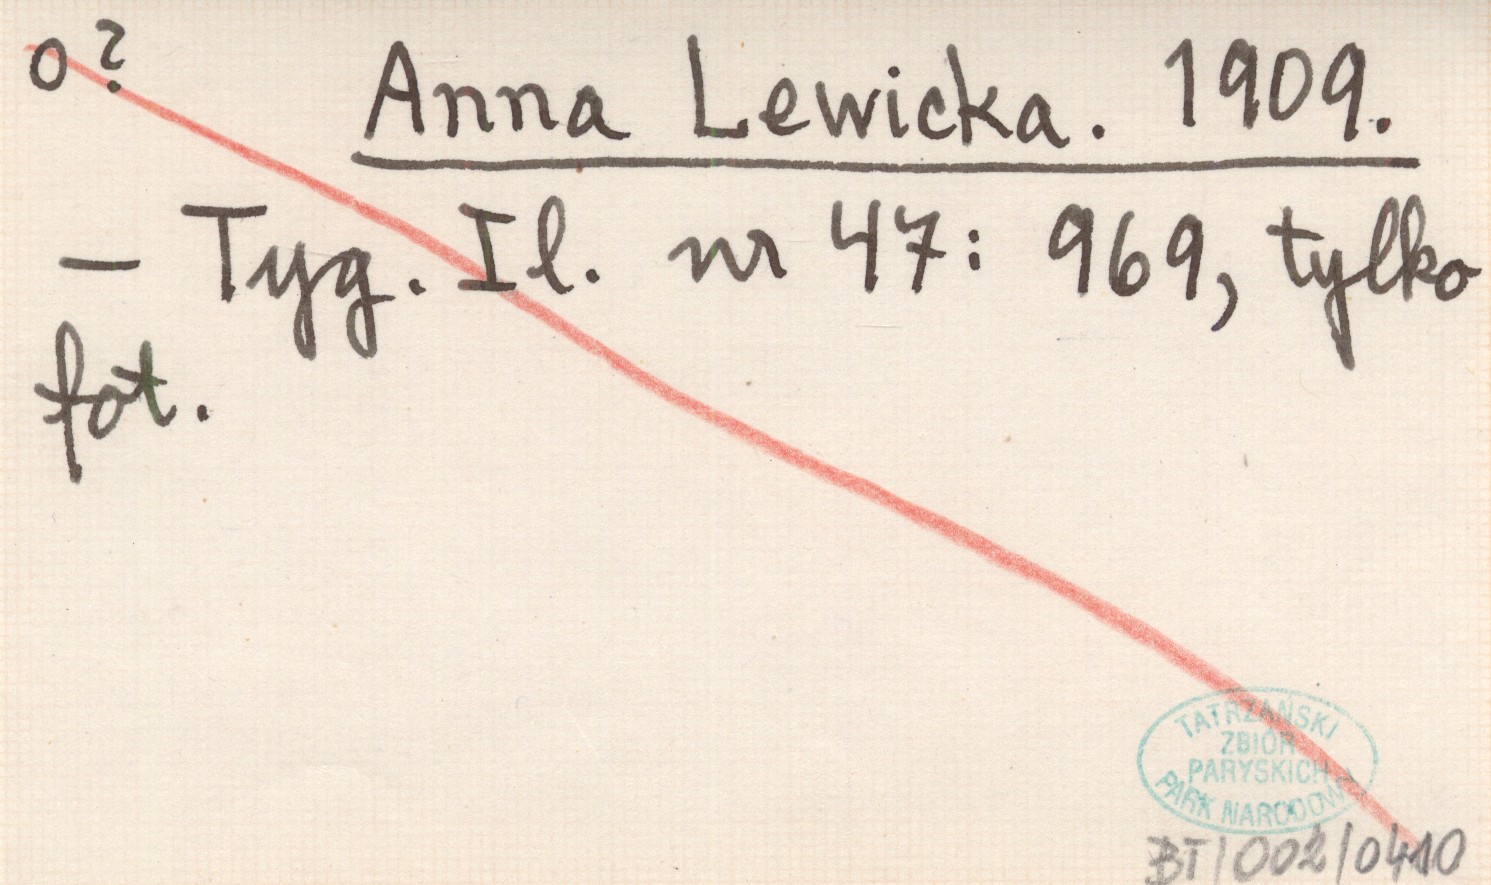 o?
Anna Lewicka. 1909.
– Tyg. Il. nr 47: 969, tylko
fot.
TATRZAŃSKI
ZBIÓR
PARYSKICH
PARK NARODOWY
BT/002/0410